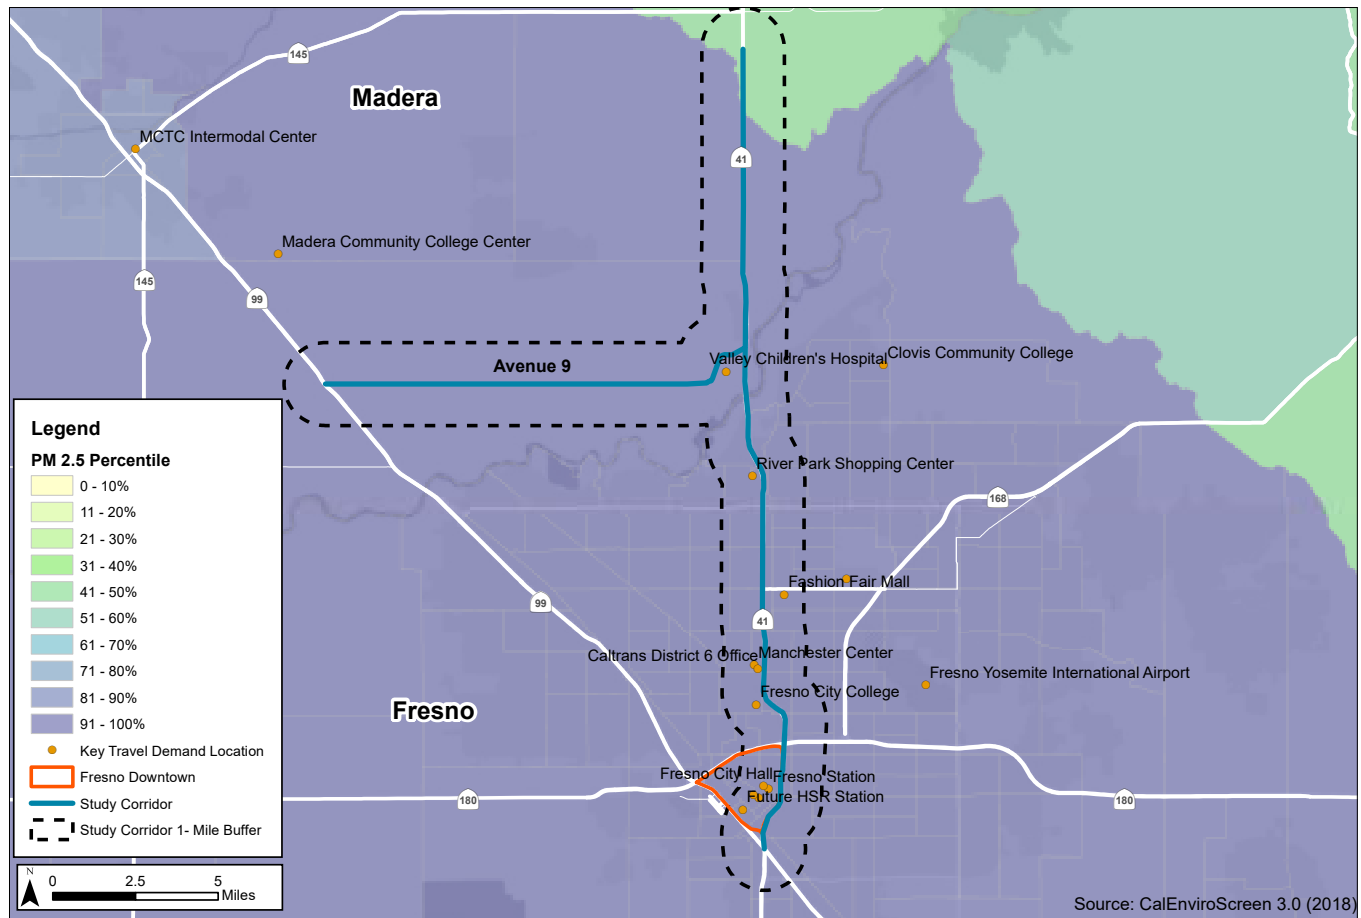 145
Madera
MCTC Intermodal Center
41
Madera Community College Center
145
99
Avenue 9
Valley Children's Hospital
Clovis Community College
River Park Shopping Center
168
Fashion Fair Mall
99
41
Caltrans District 6 Office
Manchester Center
Fresno Yosemite International Airport
Fresno City College
Fresno
Fresno City Hall
Fresno Station
Future HSR Station
180
180
Legend
PM 2.5 Percentile
0 - 10%
11 - 20%
21 - 30%
31 - 40%
41 - 50%
51 - 60%
61 - 70%
71 - 80%
81 - 90%
91 - 100%
Key Travel Demand Location
Fresno Downtown
Study Corridor
Study Corridor 1- Mile Buffer
N
0 2.5 5
Miles
Source: CalEnviroScreen 3.0 (2018)